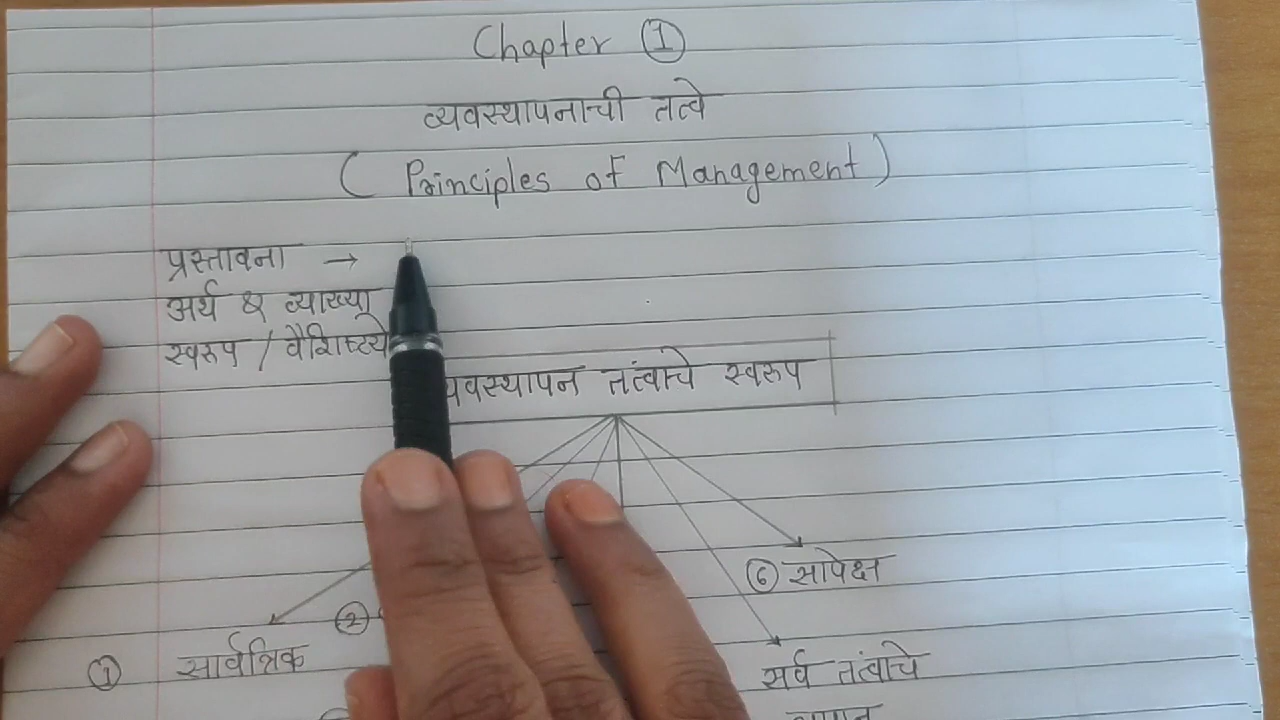 Chapter ①
व्यवस्थापनाची तत्वे
( Principles of Management )
प्रस्तावना →
अर्थ & व्याख्या
स्वरुप / वैशिष्ट्ये
यवस्थापन तत्वांचे स्वरुप
⑥ सापेक्ष
②
① सार्वत्रिक
सर्व तत्वांचे